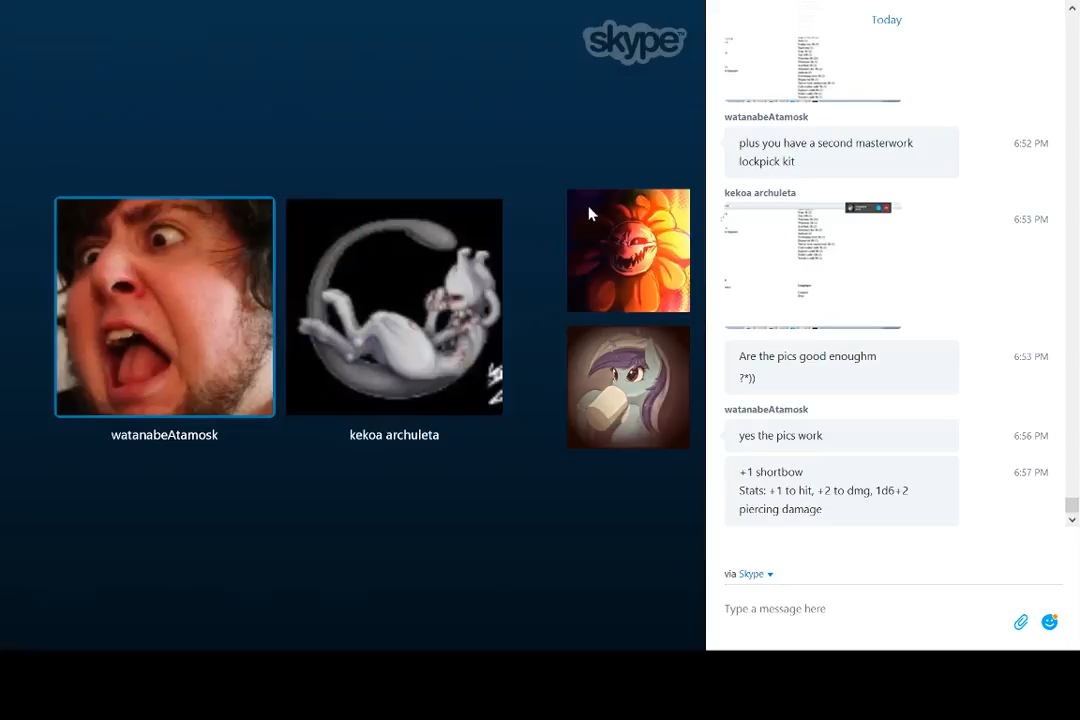 skype
Today
watanabeAtamosk
plus you have a second masterwork
lockpick kit
6:52 PM
kekoa archuleta
6:53 PM
Are the pics good enoughm
?*))
6:53 PM
watanabeAtamosk
yes the pics work
6:56 PM
+1 shortbow
Stats: +1 to hit, +2 to dmg, 1d6+2
piercing damage
6:57 PM
watanabeAtamosk
kekoa archuleta
via Skype
Type a message here